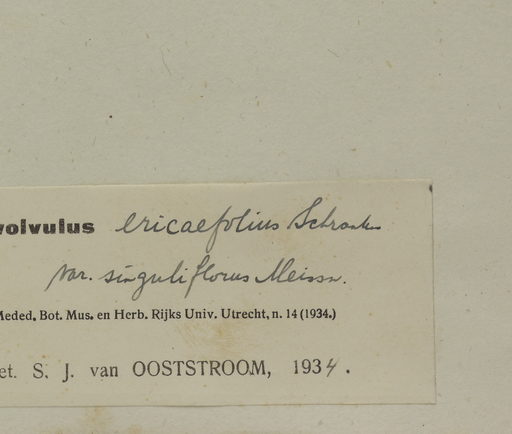 volvulus ericaefolius Schrank
var. singuliflorus Meissn.
Meded. Bot. Mus. en Herb. Rijks Univ. Utrecht, n. 14 (1934.)
et. S. J. van OOSTSTROOM, 1934.